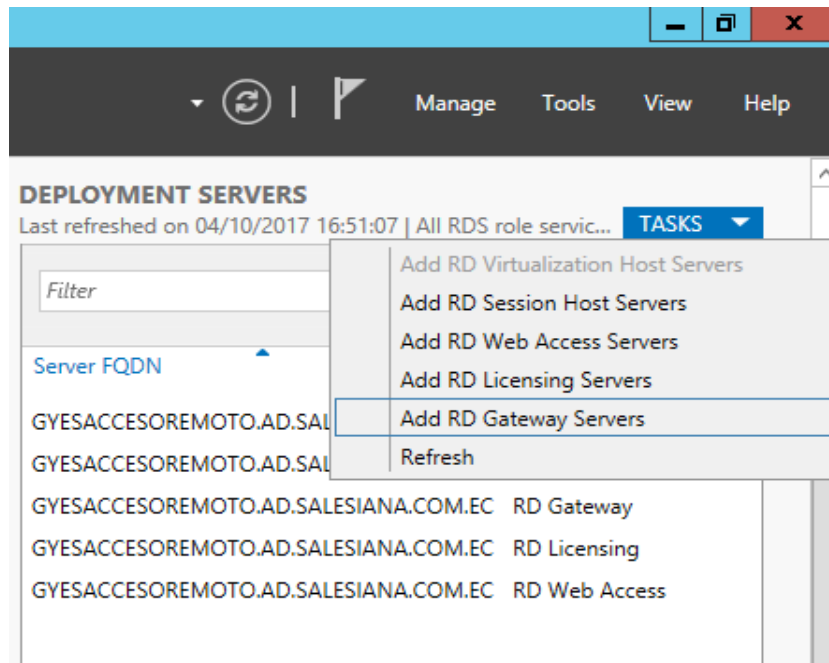 Manage Tools View Help
DEPLOYMENT SERVERS
Last refreshed on 04/10/2017 16:51:07 | All RDS role servic... TASKS
Add RD Virtualization Host Servers
Filter
Add RD Session Host Servers
Add RD Web Access Servers
Server FQDN
Add RD Licensing Servers
GYESACCESOREMOTO.AD.SAL
Add RD Gateway Servers
GYESACCESOREMOTO.AD.SAL
Refresh
GYESACCESOREMOTO.AD.SALESIANA.COM.EC RD Gateway
GYESACCESOREMOTO.AD.SALESIANA.COM.EC RD Licensing
GYESACCESOREMOTO.AD.SALESIANA.COM.EC RD Web Access